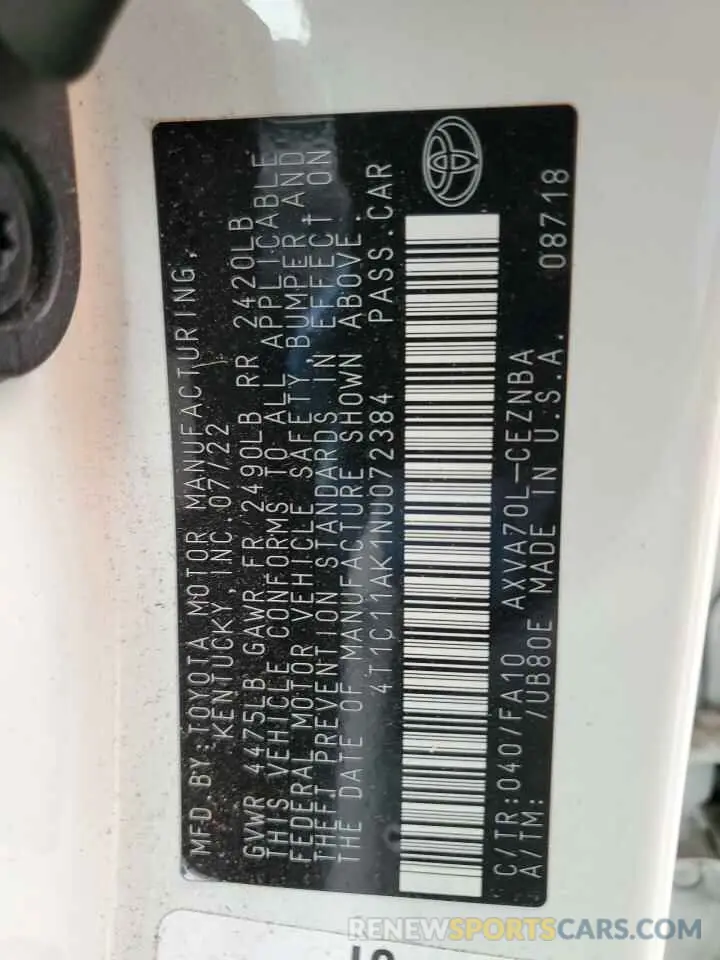 MFD. BY: TOYOTA MOTOR MANUFACTURING,
KENTUCKY, INC. 07/22
GVWR 4475LB GAWR FR 2490LB RR 2420LB
THIS VEHICLE CONFORMS TO ALL APPLICABLE
FEDERAL MOTOR VEHICLE SAFETY, BUMPER AND
THEFT PREVENTION STANDARDS IN EFFECT ON
THE DATE OF MANUFACTURE SHOWN ABOVE.
4T1C11AK1NU072384 PASS.CAR
C/TR:040/FA10 AXVA70L-CEZNBA
A/TM: /UB80E MADE IN U.S.A. 08718
RENEWSPORTSCARS.COM